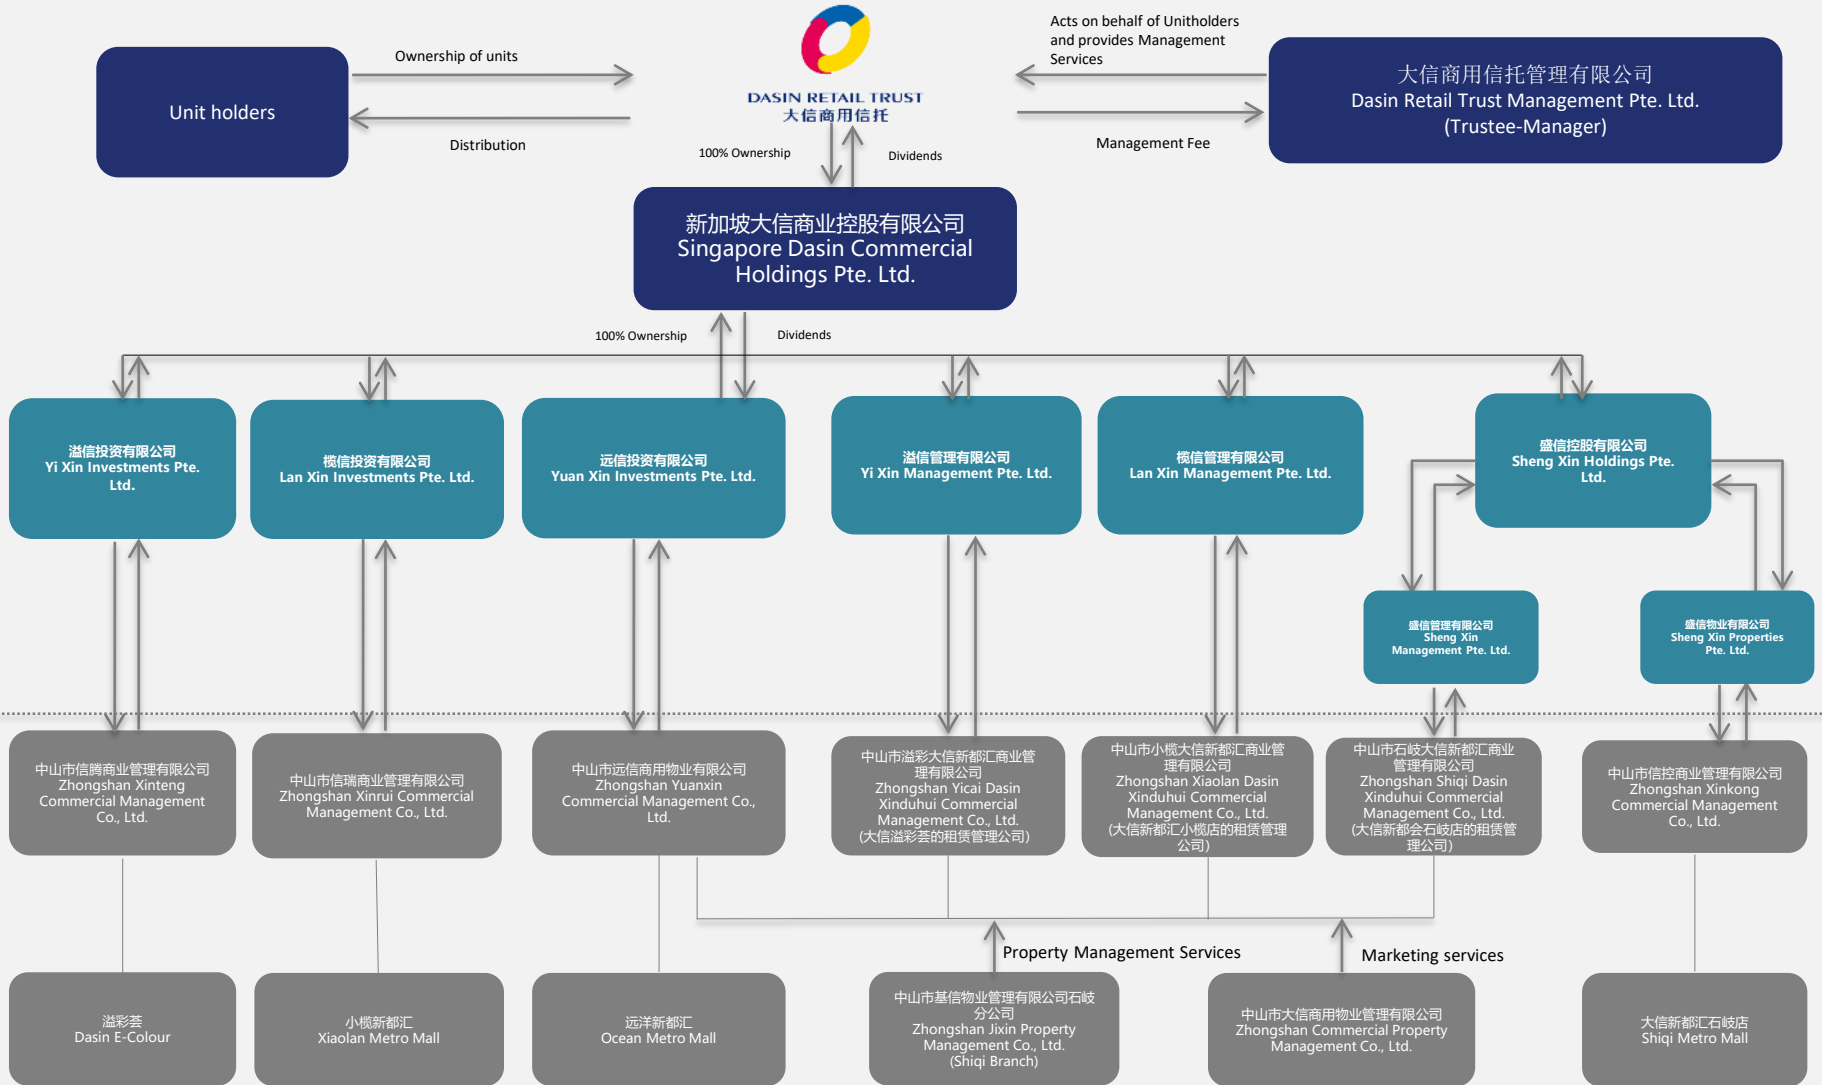 Ownership of units
Acts on behalf of Unitholders
and provides Management
Services
Unit holders
DASIN RETAIL TRUST
大信商用信托
大信商用信托管理有限公司
Dasin Retail Trust Management Pte. Ltd.
(Trustee-Manager)
Distribution
Management Fee
100% Ownership
Dividends
新加坡大信商业控股有限公司
Singapore Dasin Commercial
Holdings Pte. Ltd.
100% Ownership
Dividends
溢信投资有限公司
Yi Xin Investments Pte.
Ltd.
榄信投资有限公司
Lan Xin Investments Pte. Ltd.
远信投资有限公司
Yuan Xin Investments Pte. Ltd.
溢信管理有限公司
Yi Xin Management Pte. Ltd.
榄信管理有限公司
Lan Xin Management Pte. Ltd.
盛信控股有限公司
Sheng Xin Holdings Pte.
Ltd.
盛信管理有限公司
Sheng Xin
Management Pte. Ltd.
盛信物业有限公司
Sheng Xin Properties
Pte. Ltd.
中山市信腾商业管理有限公司
Zhongshan Xinteng
Commercial Management
Co., Ltd.
中山市信瑞商业管理有限公司
Zhongshan Xinrui Commercial
Management Co., Ltd.
中山市远信商用物业有限公司
Zhongshan Yuanxin
Commercial Management Co.,
Ltd.
中山市溢彩大信新都汇商业管
理有限公司
Zhongshan Yicai Dasin
Xinduhui Commercial
Management Co., Ltd.
(大信溢彩荟的租赁管理公司)
中山市小榄大信新都汇商业管
理有限公司
Zhongshan Xiaolan Dasin
Xinduhui Commercial
Management Co., Ltd.
(大信新都汇小榄店的租赁管理
公司)
中山市石岐大信新都汇商业
管理有限公司
Zhongshan Shiqi Dasin
Xinduhui Commercial
Management Co., Ltd.
(大信新都会石岐店的租赁管
理公司)
中山市信控商业管理有限公司
Zhongshan Xinkong
Commercial Management
Co., Ltd.
Property Management Services
Marketing services
溢彩荟
Dasin E-Colour
小榄新都汇
Xiaolan Metro Mall
远洋新都汇
Ocean Metro Mall
中山市基信物业管理有限公司石岐
分公司
Zhongshan Jixin Property
Management Co., Ltd.
(Shiqi Branch)
中山市大信商用物业管理有限公司
Zhongshan Commercial Property
Management Co., Ltd.
大信新都汇石岐店
Shiqi Metro Mall